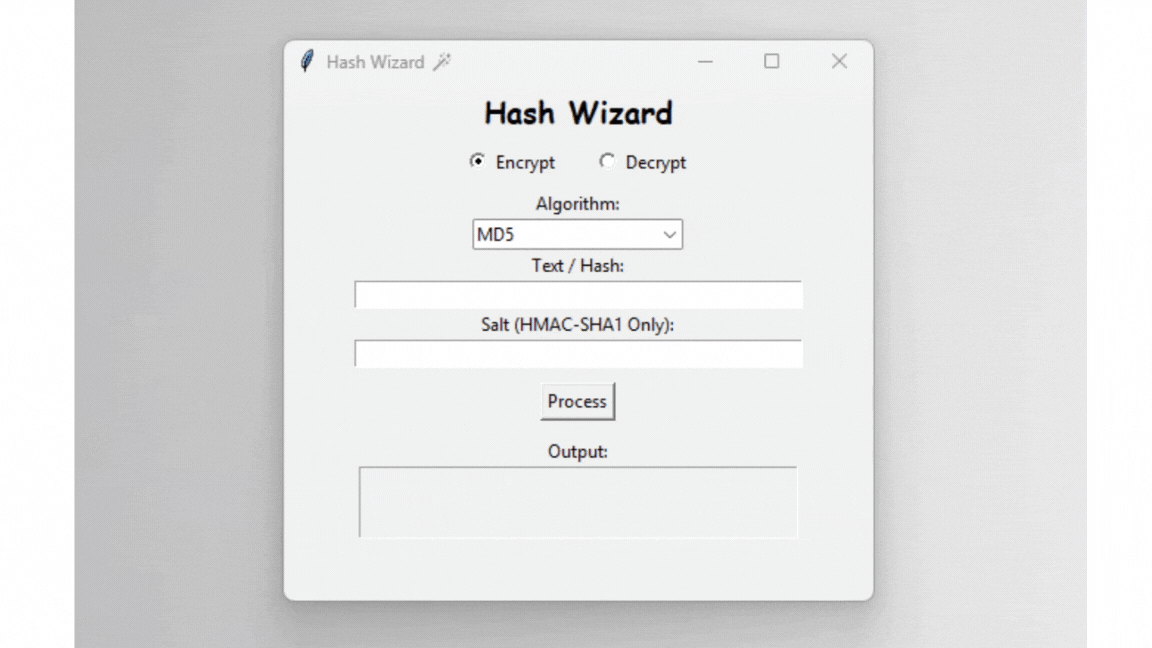 Hash Wizard
Hash Wizard
Encrypt Decrypt
Algorithm:
MD5
Text / Hash:
Salt (HMAC-SHA1 Only):
Process
Output: